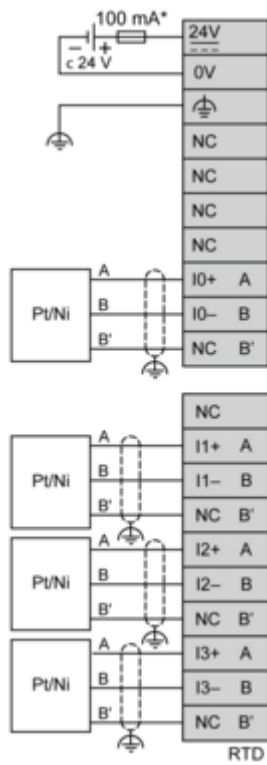 100 mA*
24V
− +
c 24 V
0V
NC
NC
NC
NC
Pt/Ni
A I0+ A
B I0– B
B' NC B'
NC
Pt/Ni
A I1+ A
B I1– B
B' NC B'
Pt/Ni
A I2+ A
B I2– B
B' NC B'
Pt/Ni
A I3+ A
B I3– B
B' NC B'
RTD